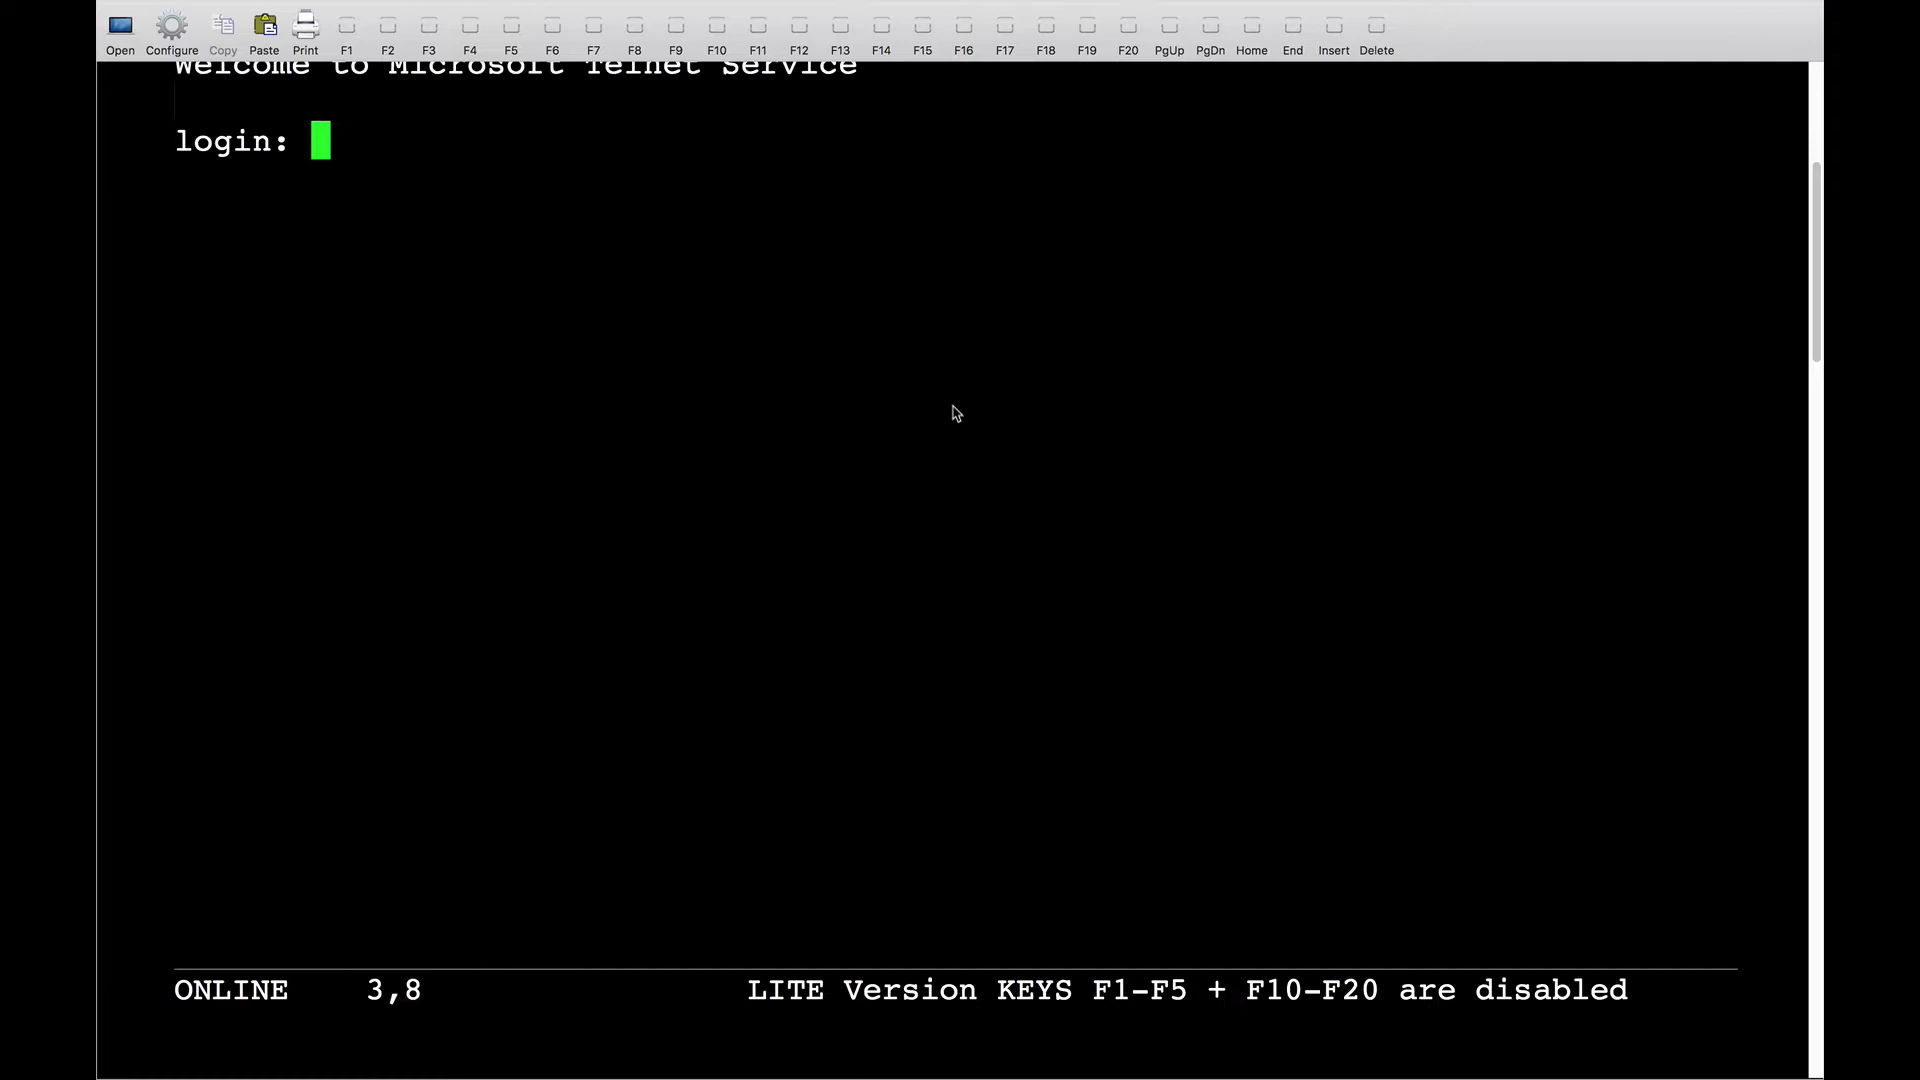 Open Configure Copy Paste Print F1 F2 F3 F4 F5 F6 F7 F8 F9 F10 F11 F12 F13 F14 F15 F16 F17 F18 F19 F20 PgUp PgDn Home End Insert Delete
Welcome to Microsoft Telnet Service
login:
ONLINE 3,8 LITE Version KEYS F1-F5 + F10-F20 are disabled